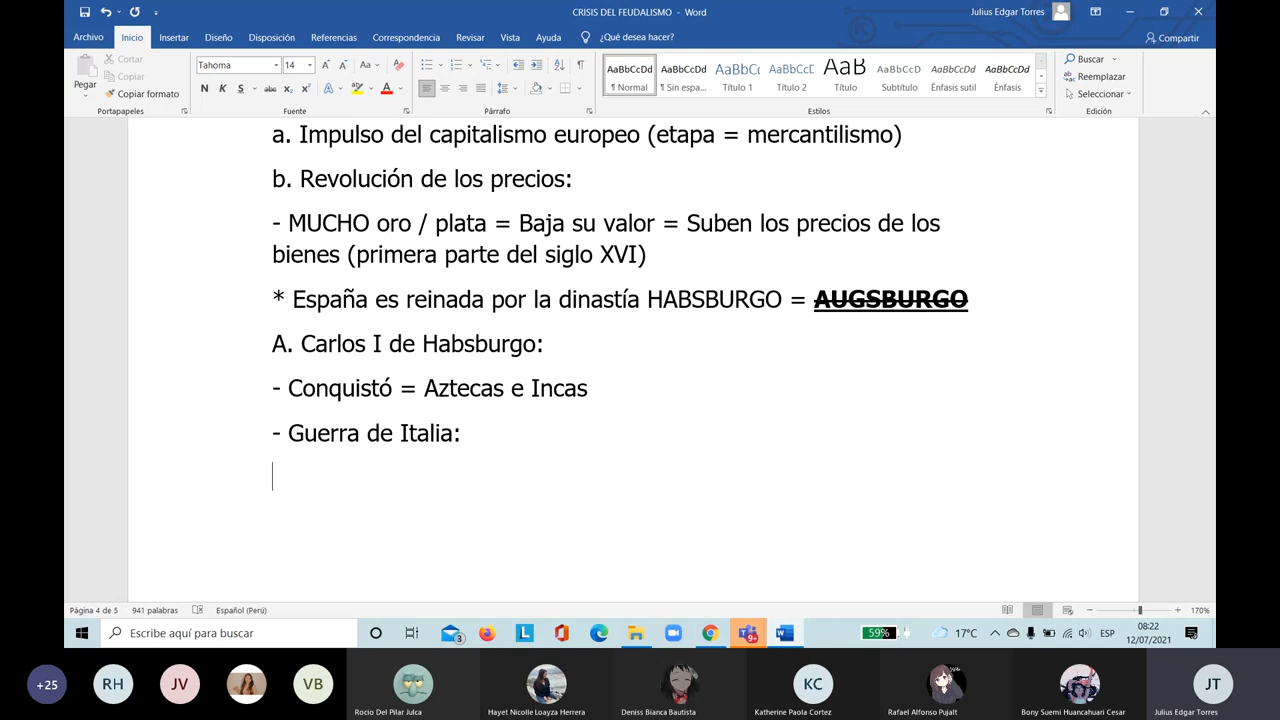 CRISIS DEL FEUDALISMO - Word
Julius Edgar Torres
Archivo Inicio Insertar Diseño Disposición Referencias Correspondencia Revisar Vista Ayuda ¿Qué desea hacer? Compartir
Pegar
Cortar
Copiar
Copiar formato
Portapapeles
Tahoma 14
N K S abc x₂ x²
Fuente
Párrafo
AaBbCcDd AaBbCcDd AaBbCc AaBbCcE AaB AaBbCcD AaBbCcDd AaBbCcDd
¶ Normal ¶ Sin espa... Título 1 Título 2 Título Subtítulo Énfasis sutil Énfasis
Estilos
Buscar
Reemplazar
Seleccionar
Edición
a. Impulso del capitalismo europeo (etapa = mercantilismo)
b. Revolución de los precios:
- MUCHO oro / plata = Baja su valor = Suben los precios de los
bienes (primera parte del siglo XVI)
* España es reinada por la dinastía HABSBURGO = AUGSBURGO
A. Carlos I de Habsburgo:
- Conquistó = Aztecas e Incas
- Guerra de Italia:
Página 4 de 5 941 palabras Español (Perú) 170%
Escribe aquí para buscar
59% 17°C ESP 08:22
12/07/2021
+25 RH JV VB KC JT
Rocio Del Pilar Julca Hayet Nicolle Loayza Herrera Deniss Bianca Bautista Katherine Paola Cortez Rafael Alfonso Pujalt Bony Suemi Huancahuari Cesar Julius Edgar Torres